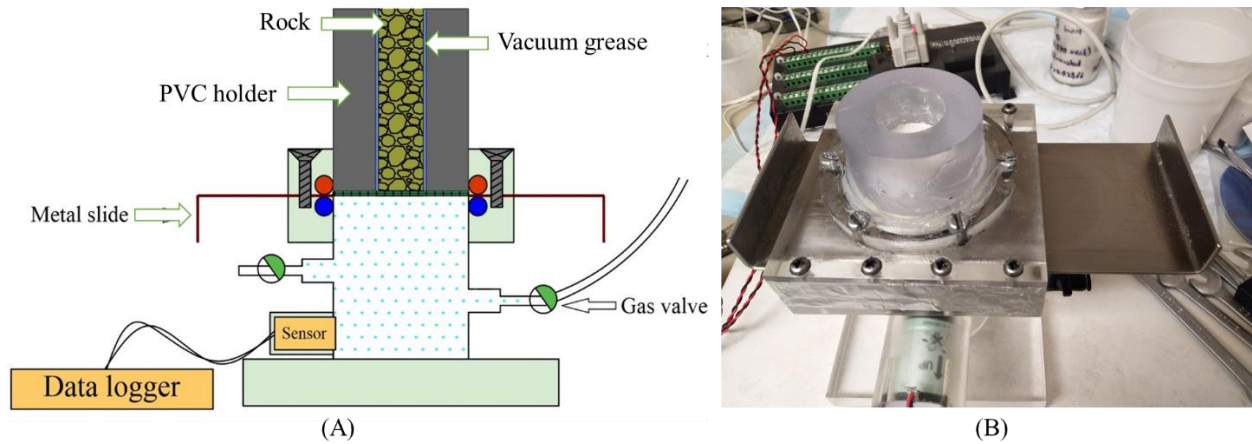 Rock
Vacuum grease
PVC holder
Metal slide
Gas valve
Sensor
Data logger
(A)
(B)